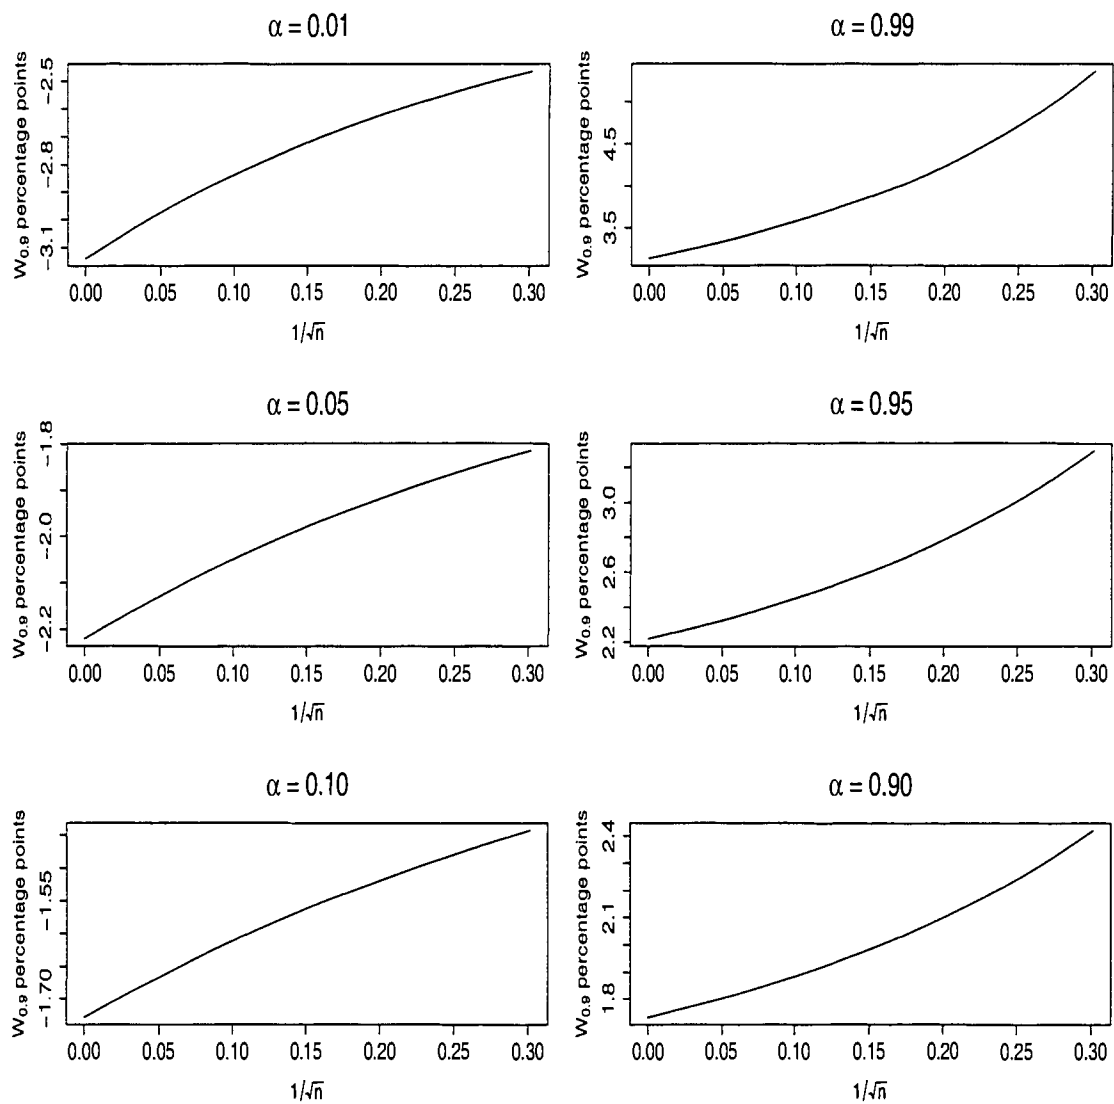 α = 0.01
W0.9 percentage points
−2.5
−2.8
−3.1
0.00 0.05 0.10 0.15 0.20 0.25 0.30
1/√n
α = 0.99
W0.9 percentage points
4.5
3.5
0.00 0.05 0.10 0.15 0.20 0.25 0.30
1/√n
α = 0.05
W0.9 percentage points
−1.8
−2.0
−2.2
0.00 0.05 0.10 0.15 0.20 0.25 0.30
1/√n
α = 0.95
W0.9 percentage points
3.0
2.6
2.2
0.00 0.05 0.10 0.15 0.20 0.25 0.30
1/√n
α = 0.10
W0.9 percentage points
−1.55
−1.70
0.00 0.05 0.10 0.15 0.20 0.25 0.30
1/√n
α = 0.90
W0.9 percentage points
2.4
2.1
1.8
0.00 0.05 0.10 0.15 0.20 0.25 0.30
1/√n